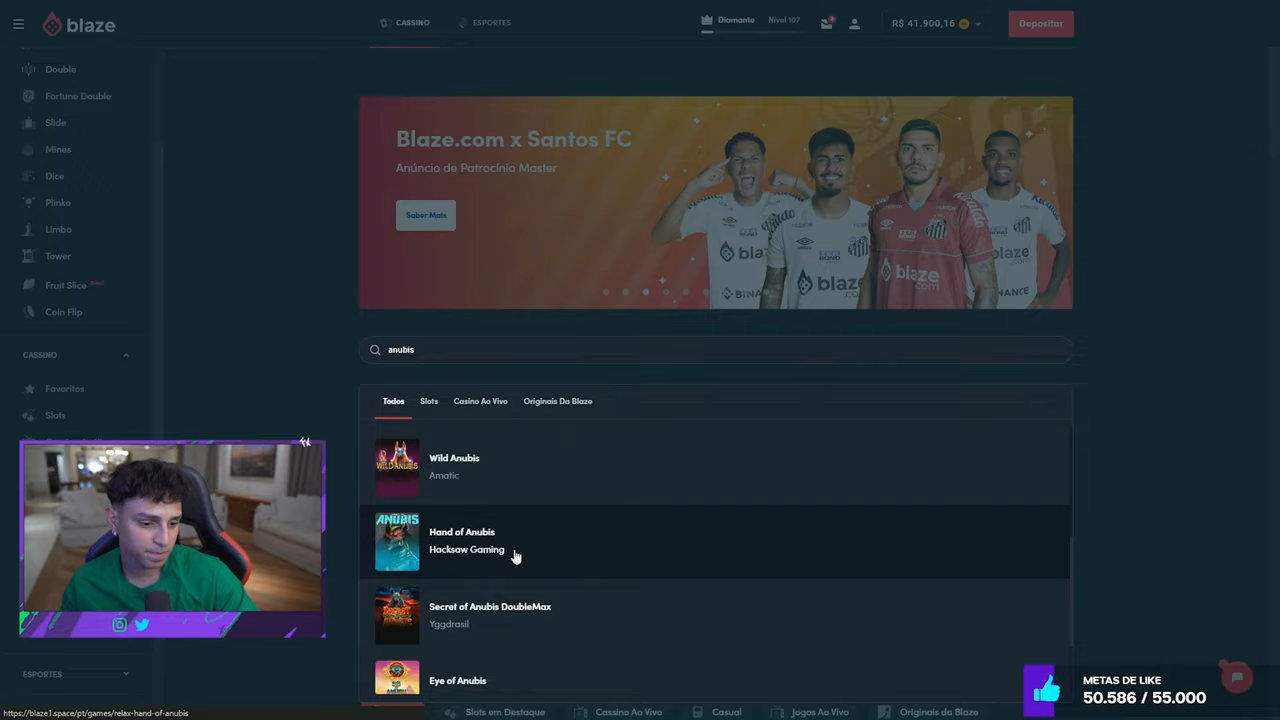 blaze
CASSINO
ESPORTES
Diamante
Nível 107
R$ 41.900,16
Depositar
Double
Fortune Double
Slide
Mines
Dice
Plinko
Limbo
Tower
Fruit Slice
Coin Flip
CASSINO
Favoritos
Slots
ESPORTES
Blaze.com x Santos FC
Anúncio de Patrocínio Master
Saber Mais
anubis
Todos
Slots
Casino Ao Vivo
Originais Da Blaze
WILD ANUBIS
Wild Anubis
Amatic
ANUBIS
Hand of Anubis
Hacksaw Gaming
Secret of Anubis DoubleMax
Yggdrasil
Eye of Anubis
Slots em Destaque
Cassino Ao Vivo
Casual
Jogos Ao Vivo
Originais da Blaze
METAS DE LIKE
50.586 / 55.000
https://blaze1.space/pt/games/relax-hand-of-anubis